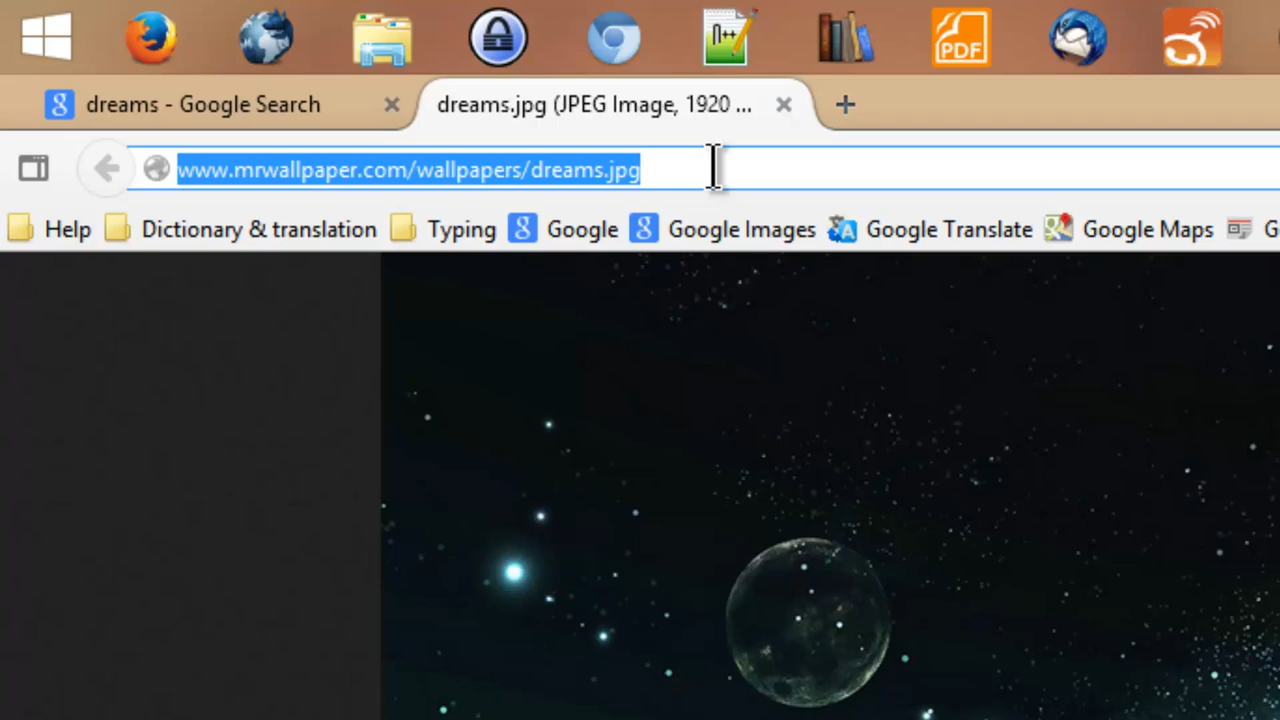 n++
PDF
g dreams - Google Search
dreams.jpg (JPEG Image, 1920 ...
www.mrwallpaper.com/wallpapers/dreams.jpg
Help Dictionary & translation Typing g Google g Google Images Google Translate Google Maps G